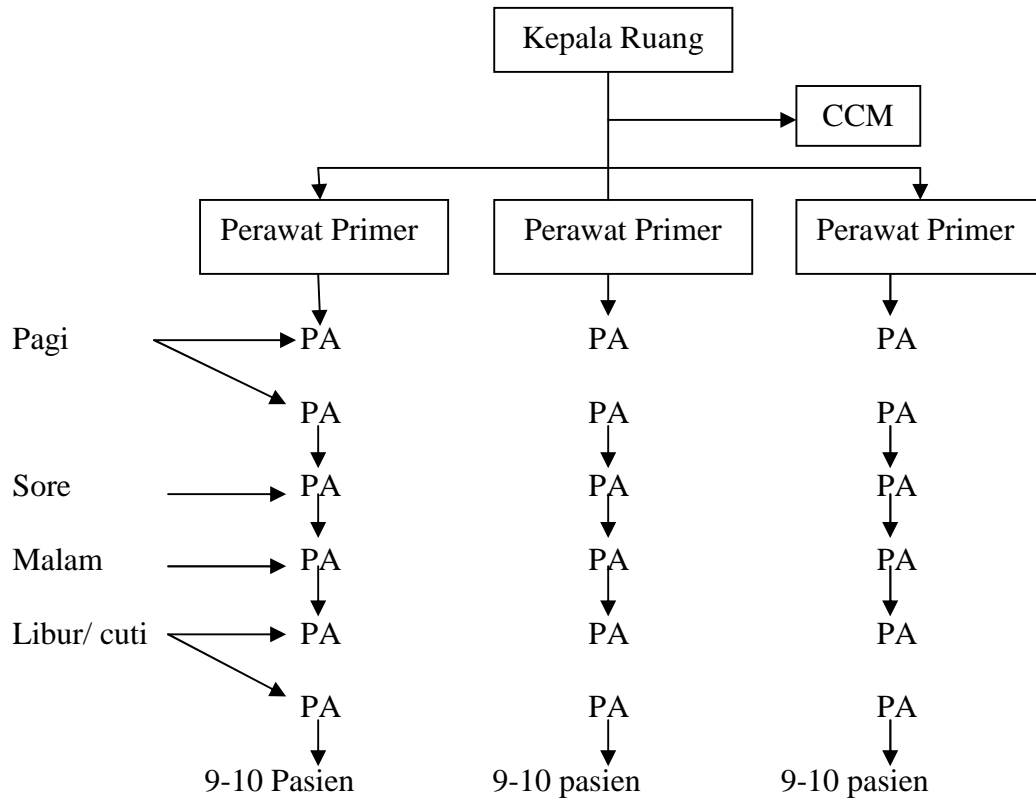 Kepala Ruang
CCM
Perawat Primer Perawat Primer Perawat Primer
Pagi PA PA PA
PA PA PA
Sore PA PA PA
Malam PA PA PA
Libur/ cuti PA PA PA
PA PA PA
9-10 Pasien 9-10 pasien 9-10 pasien